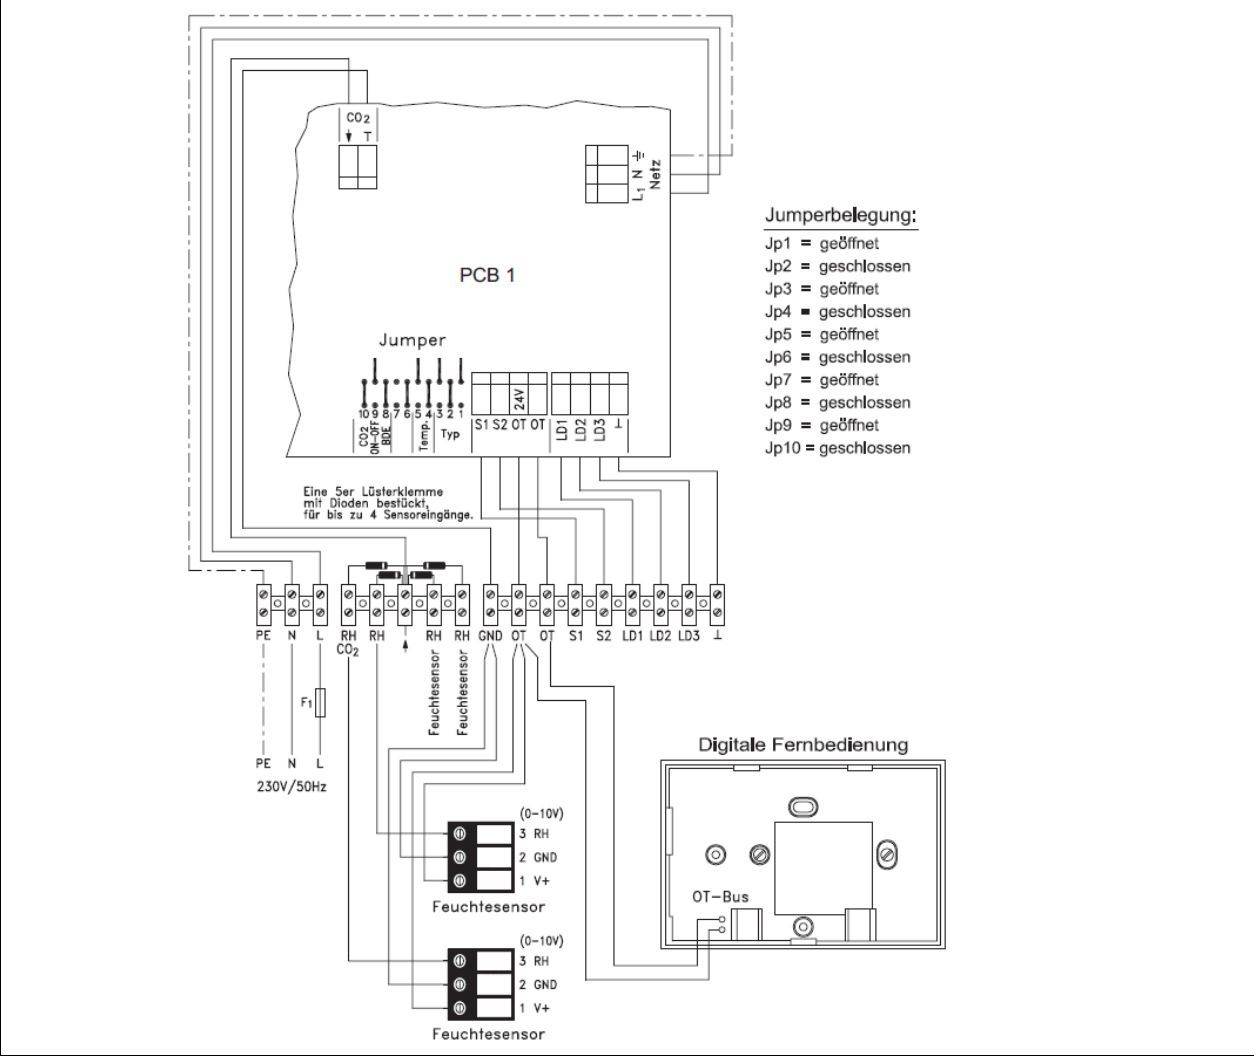 CO2
T
L1 N
Netz
Jumperbelegung:
Jp1 = geöffnet
Jp2 = geschlossen
Jp3 = geöffnet
Jp4 = geschlossen
Jp5 = geöffnet
Jp6 = geschlossen
Jp7 = geöffnet
Jp8 = geschlossen
Jp9 = geöffnet
Jp10 = geschlossen
PCB 1
Jumper
24V
10 9 8 7 6 5 4 3 2 1
CO2
ON-OFF
BDE
Temp.
Typ
S1 S2 OT OT
LD1
LD2
LD3
⊥
Eine 5er Lüsterklemme
mit Dioden bestückt,
für bis zu 4 Sensoreingänge.
PE N L RH RH RH RH GND OT OT S1 S2 LD1 LD2 LD3 ⊥
CO2
Feuchtesensor
Feuchtesensor
F1
PE N L
230V/50Hz
Digitale Fernbedienung
OT-Bus
(0-10V)
3 RH
2 GND
1 V+
Feuchtesensor
(0-10V)
3 RH
2 GND
1 V+
Feuchtesensor